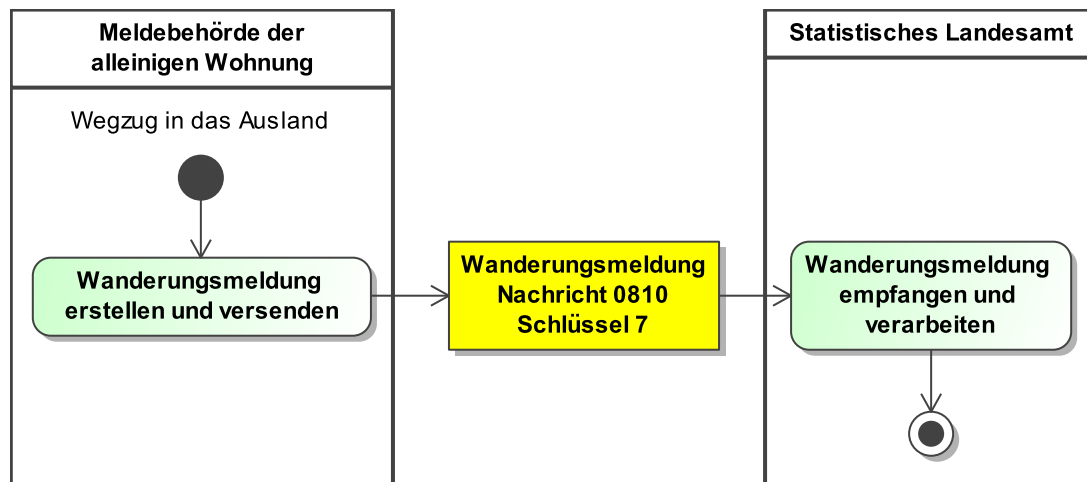 Meldebehörde der
alleinigen Wohnung
Statistisches Landesamt
Wegzug in das Ausland
Wanderungsmeldung
erstellen und versenden
Wanderungsmeldung
Nachricht 0810
Schlüssel 7
Wanderungsmeldung
empfangen und
verarbeiten